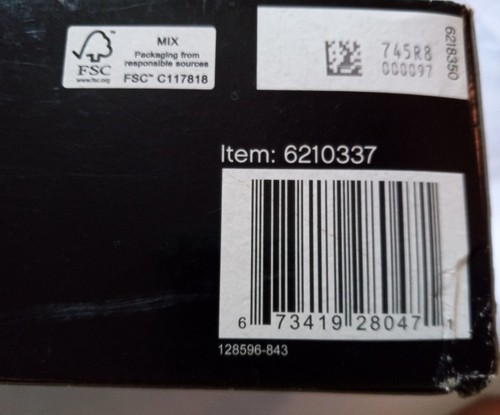 MIX
Packaging from
responsible sources
FSC™ C117818
FSC
www.fsc.org
745R8
000097
6218350
Item: 6210337
6 73419 28047 1
128596-843